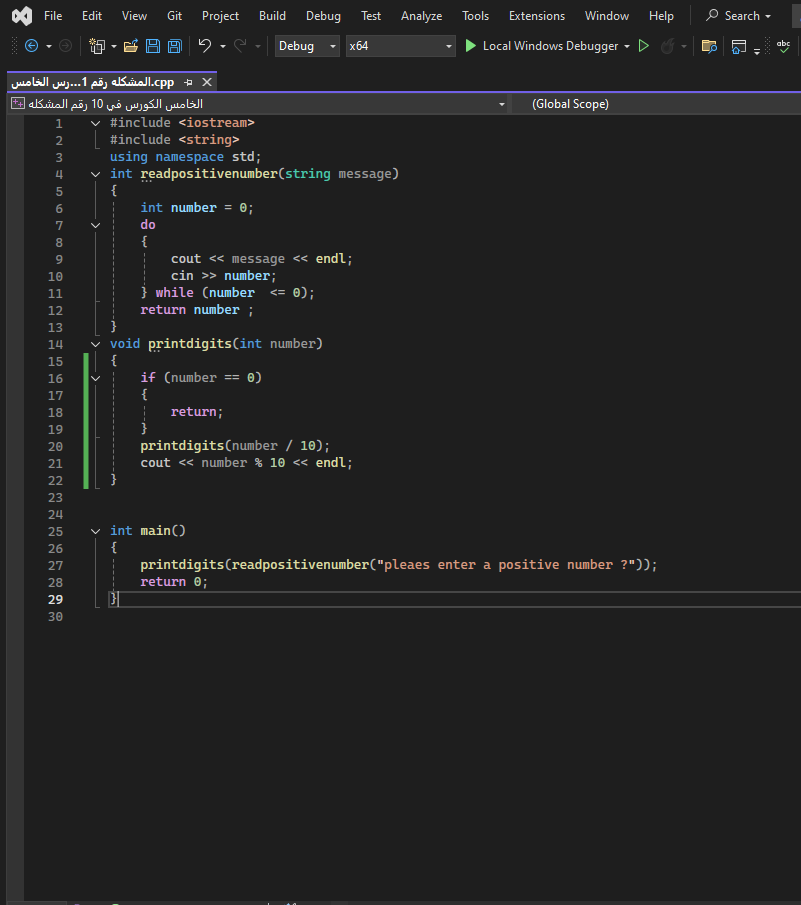 File Edit View Git Project Build Debug Test Analyze Tools Extensions Window Help Search
Debug x64 Local Windows Debugger abc
المشكله رقم 1...رس الخامس.cpp
الخامس الكورس في 10 رقم المشكله (Global Scope)
1 #include <iostream>
2 #include <string>
3 using namespace std;
4 int readpositivenumber(string message)
5 {
6 int number = 0;
7 do
8 {
9 cout << message << endl;
10 cin >> number;
11 } while (number <= 0);
12 return number ;
13 }
14 void printdigits(int number)
15 {
16 if (number == 0)
17 {
18 return;
19 }
20 printdigits(number / 10);
21 cout << number % 10 << endl;
22 }
23
24
25 int main()
26 {
27 printdigits(readpositivenumber("pleaes enter a positive number ?"));
28 return 0;
29 }
30